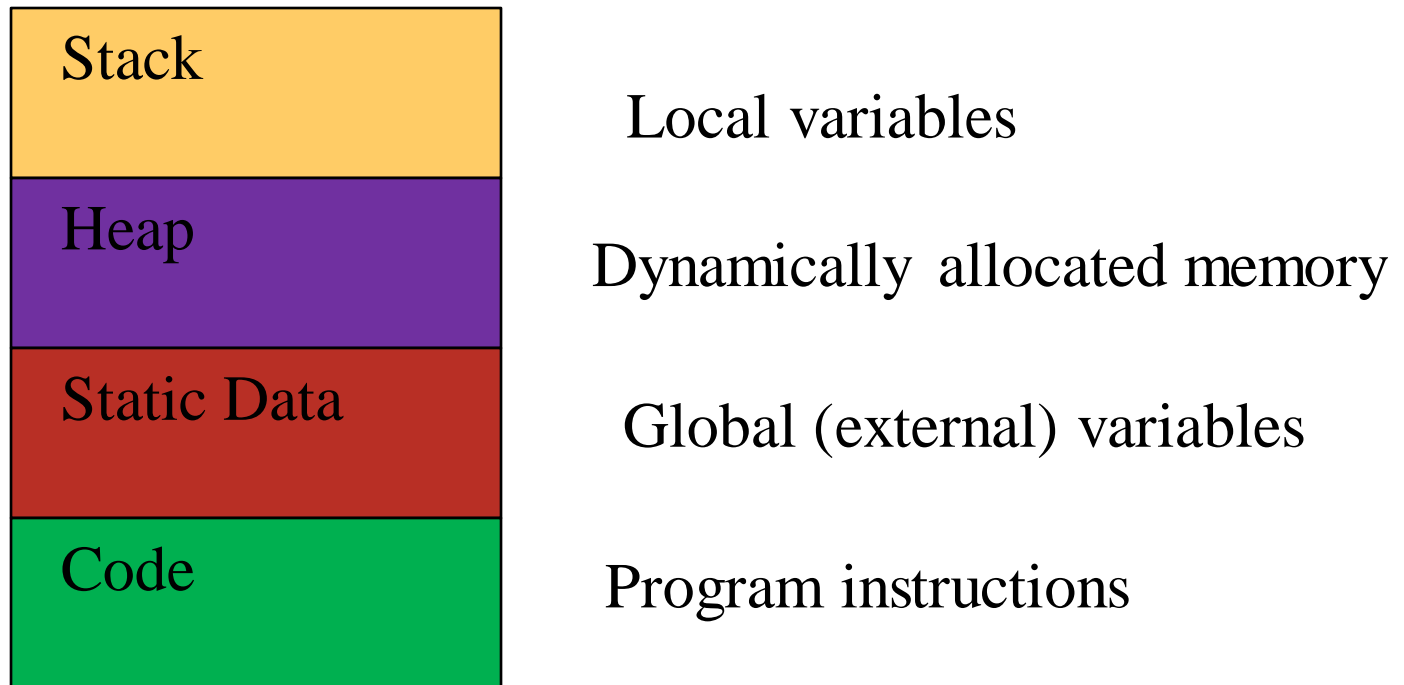 Stack
Local variables
Heap
Dynamically allocated memory
Static Data
Global (external) variables
Code
Program instructions